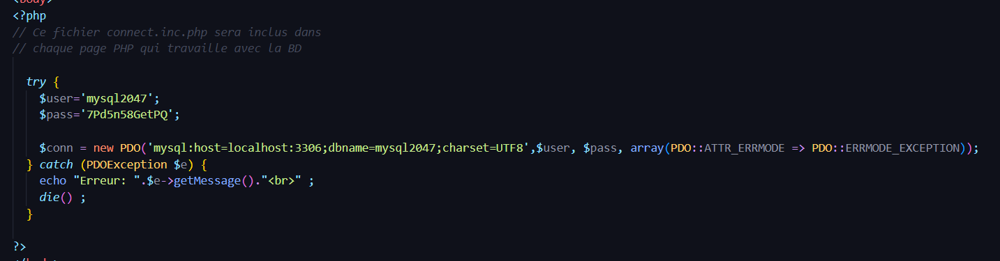 <body>
<?php
// Ce fichier connect.inc.php sera inclus dans
// chaque page PHP qui travaille avec la BD
try {
$user='mysql2047';
$pass='7Pd5n58GetPQ';
$conn = new PDO('mysql:host=localhost:3306;dbname=mysql2047;charset=UTF8',$user, $pass, array(PDO::ATTR_ERRMODE => PDO::ERRMODE_EXCEPTION));
} catch (PDOException $e) {
echo "Erreur: ".$e->getMessage()."<br>" ;
die() ;
}
?>